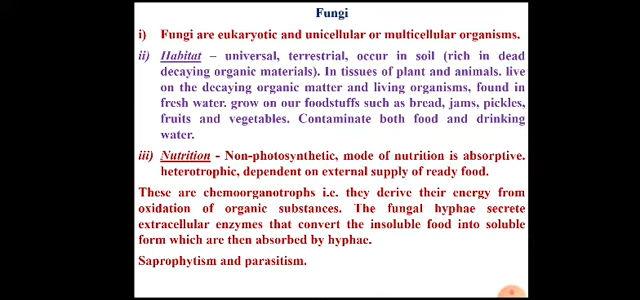 Fungi
i) Fungi are eukaryotic and unicellular or multicellular organisms.
ii) Habitat – universal, terrestrial, occur in soil (rich in dead
decaying organic materials). In tissues of plant and animals. live
on the decaying organic matter and living organisms, found in
fresh water. grow on our foodstuffs such as bread, jams, pickles,
fruits and vegetables. Contaminate both food and drinking
water.
iii) Nutrition - Non-photosynthetic, mode of nutrition is absorptive.
heterotrophic, dependent on external supply of ready food.
These are chemoorganotrophs i.e. they derive their energy from
oxidation of organic substances. The fungal hyphae secrete
extracellular enzymes that convert the insoluble food into soluble
form which are then absorbed by hyphae.
Saprophytism and parasitism.